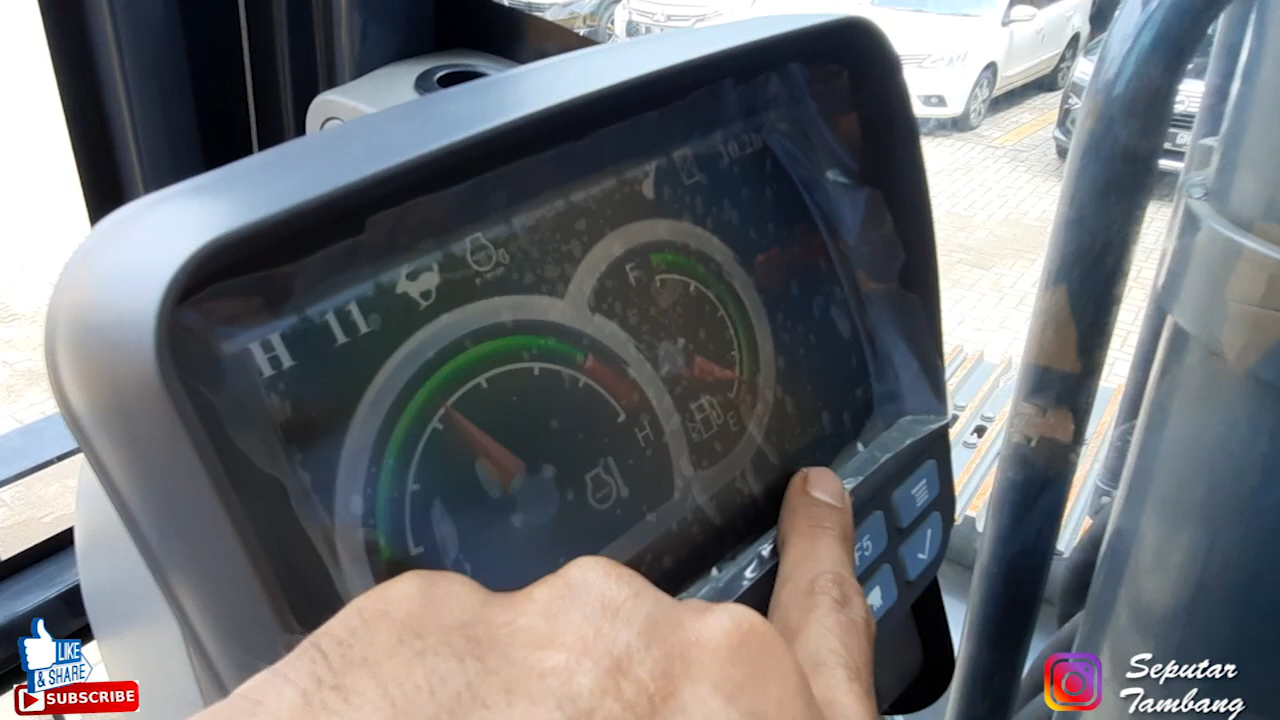 H 11
F
E
H
F5
LIKE
& SHARE
SUBSCRIBE
Seputar
Tambang